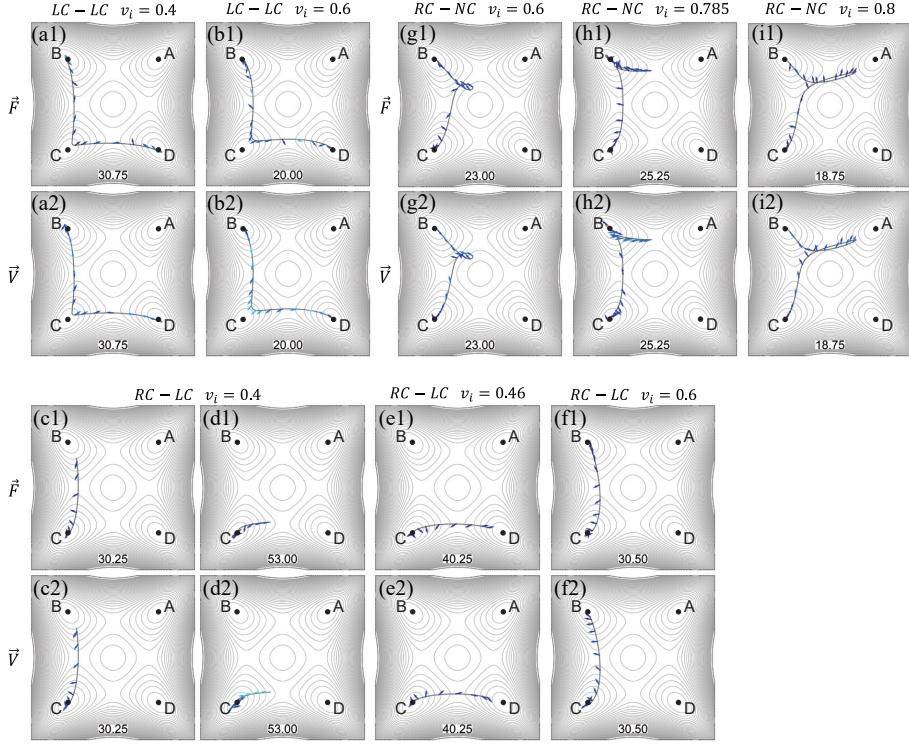 LC – LC v_i = 0.4 LC – LC v_i = 0.6 RC – NC v_i = 0.6 RC – NC v_i = 0.785 RC – NC v_i = 0.8
(a1) (b1) (g1) (h1) (i1)
B A B A B A B A B A
F⃗ F⃗
C D C D C D C D C D
30.75 20.00 23.00 25.25 18.75
(a2) (b2) (g2) (h2) (i2)
B A B A B A B A B A
V⃗ V⃗
C D C D C D C D C D
30.75 20.00 23.00 25.25 18.75
RC – LC v_i = 0.4 RC – LC v_i = 0.46 RC – LC v_i = 0.6
(c1) (d1) (e1) (f1)
B A B A B A B A
F⃗
C D C D C D C D
30.25 53.00 40.25 30.50
(c2) (d2) (e2) (f2)
B A B A B A B A
V⃗
C D C D C D C D
30.25 53.00 40.25 30.50